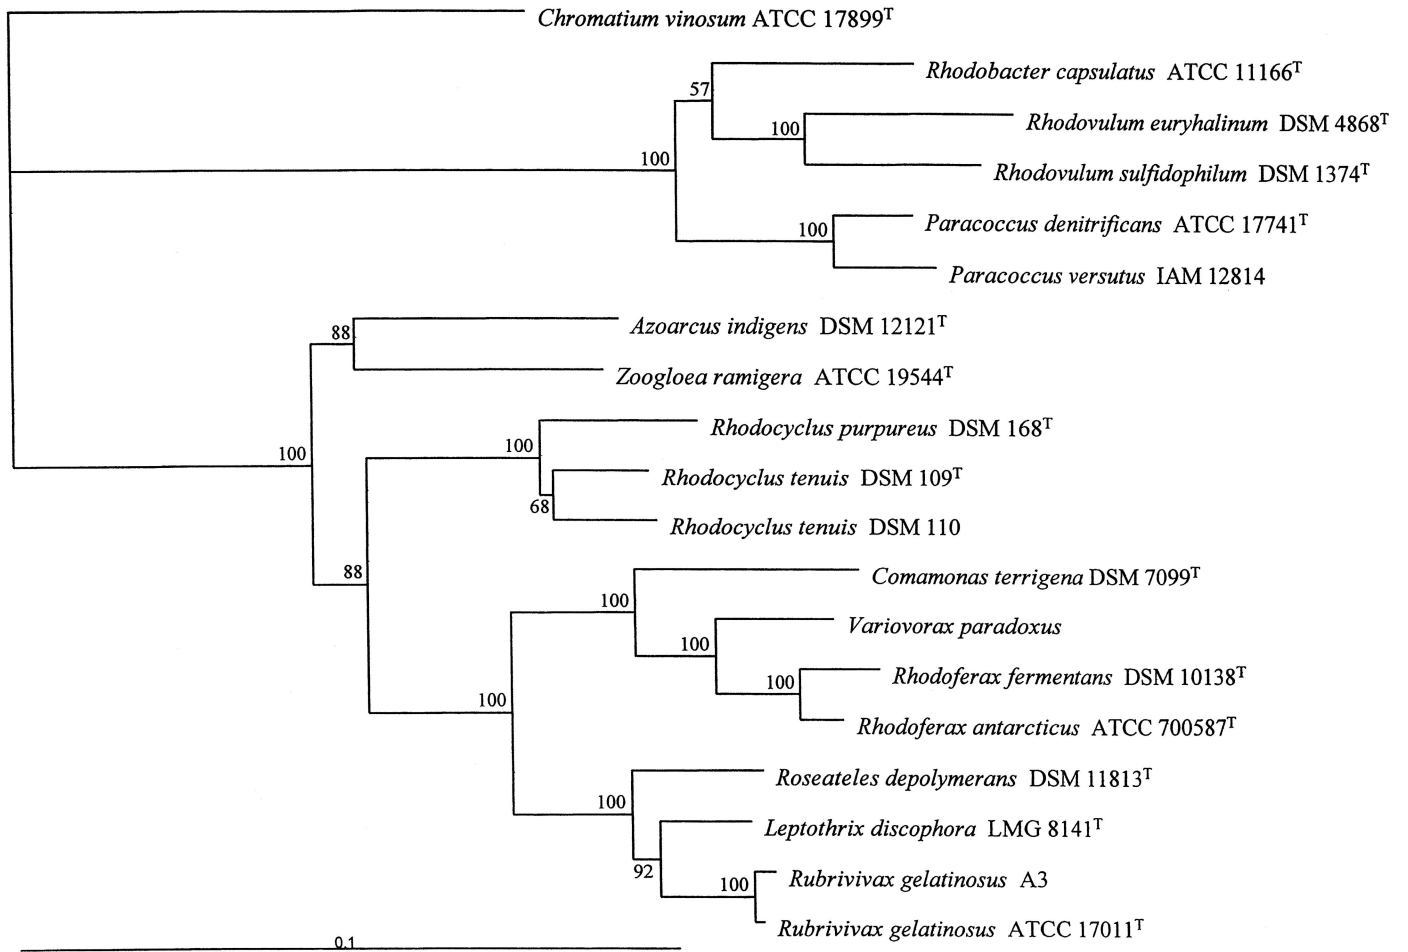 Chromatium vinosum ATCC 17899ᵀ
Rhodobacter capsulatus ATCC 11166ᵀ
57
Rhodovulum euryhalinum DSM 4868ᵀ
100
100
Rhodovulum sulfidophilum DSM 1374ᵀ
Paracoccus denitrificans ATCC 17741ᵀ
100
Paracoccus versutus IAM 12814
Azoarcus indigens DSM 12121ᵀ
88
Zoogloea ramigera ATCC 19544ᵀ
Rhodocyclus purpureus DSM 168ᵀ
100
100
Rhodocyclus tenuis DSM 109ᵀ
68
Rhodocyclus tenuis DSM 110
88
Comamonas terrigena DSM 7099ᵀ
100
Variovorax paradoxus
100
Rhodoferax fermentans DSM 10138ᵀ
100
100
Rhodoferax antarcticus ATCC 700587ᵀ
Roseateles depolymerans DSM 11813ᵀ
100
Leptothrix discophora LMG 8141ᵀ
92
Rubrivivax gelatinosus A3
100
Rubrivivax gelatinosus ATCC 17011ᵀ
0.1